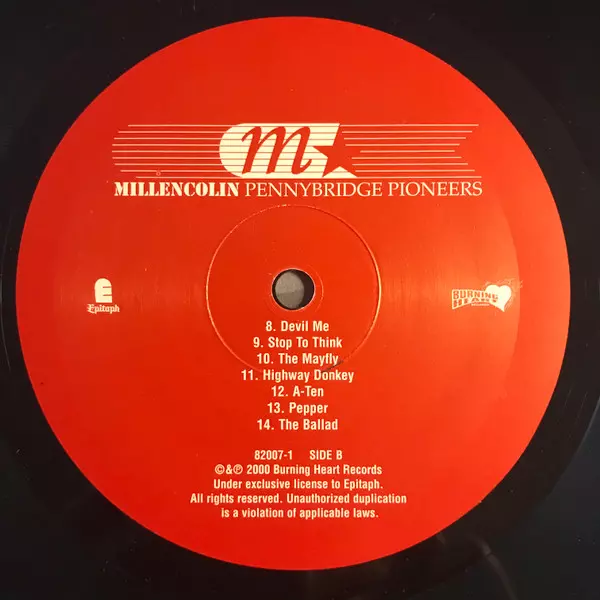 m
MILLENCOLIN PENNYBRIDGE PIONEERS
E
Epitaph
BURNING
HEART
RECORDS
8. Devil Me
9. Stop To Think
10. The Mayfly
11. Highway Donkey
12. A-Ten
13. Pepper
14. The Ballad
82007-1 SIDE B
©&℗ 2000 Burning Heart Records
Under exclusive license to Epitaph.
All rights reserved. Unauthorized duplication
is a violation of applicable laws.